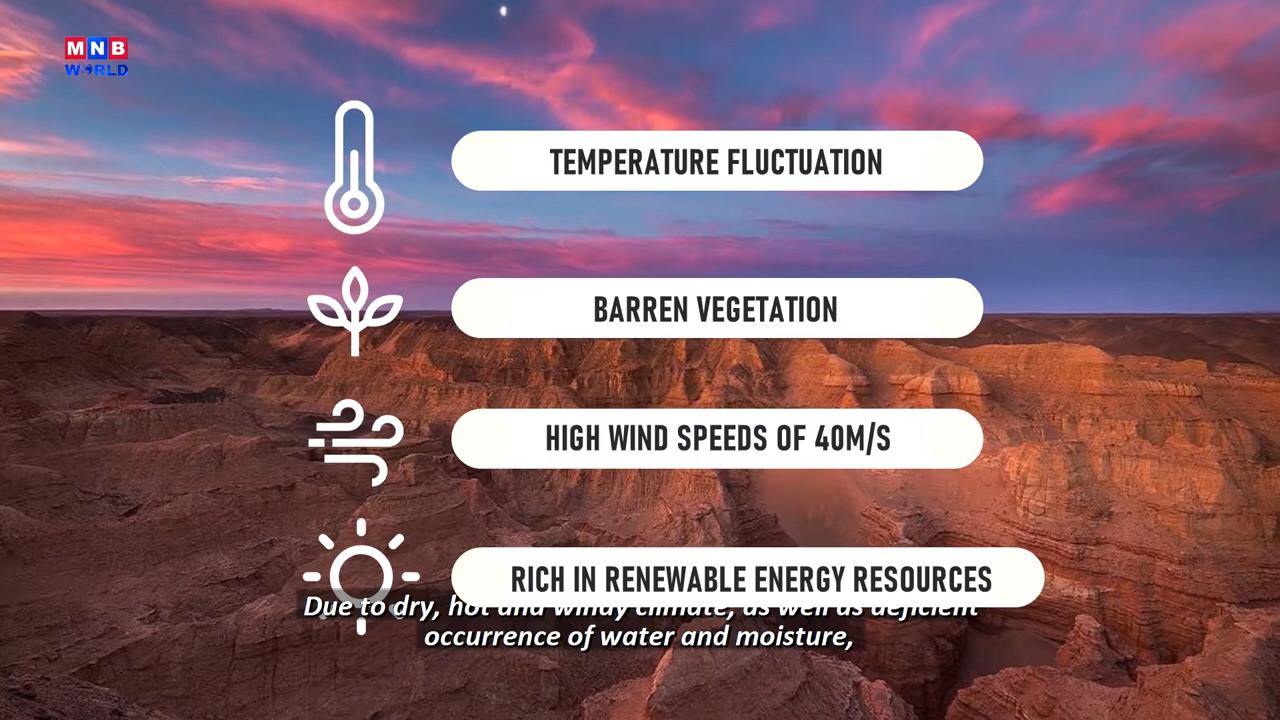 MNB
WORLD
TEMPERATURE FLUCTUATION
BARREN VEGETATION
HIGH WIND SPEEDS OF 40M/S
RICH IN RENEWABLE ENERGY RESOURCES
Due to dry, hot and windy climate, as well as deficient
occurrence of water and moisture,